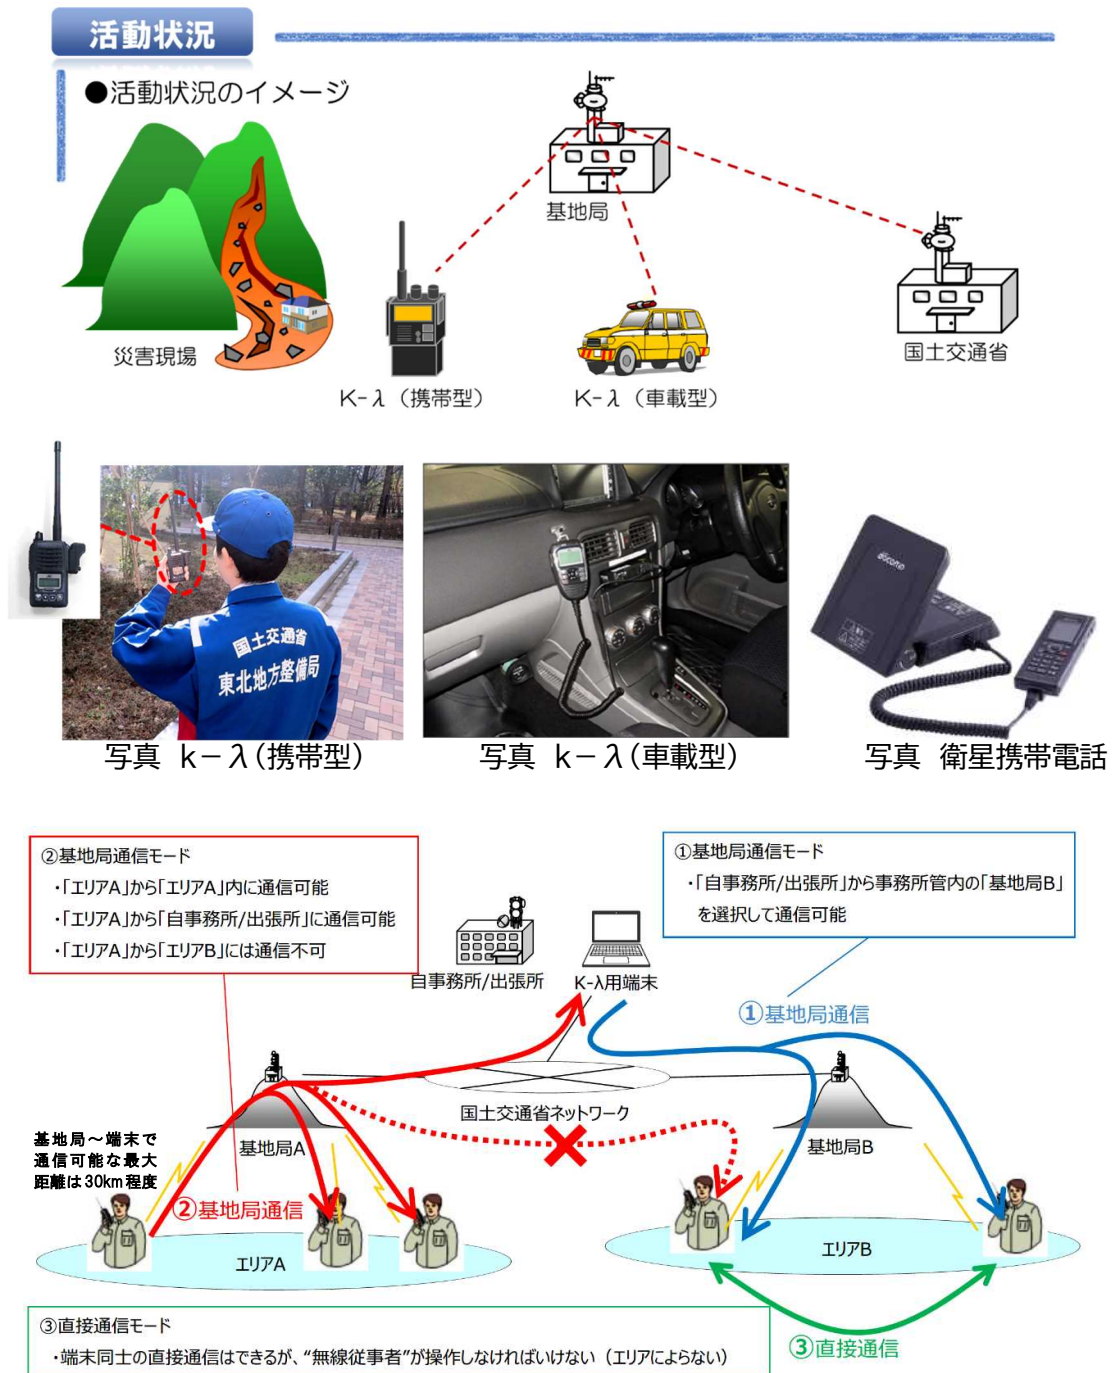 活動状況
●活動状況のイメージ
基地局
災害現場
国土交通省
K-λ（携帯型）
K-λ（車載型）
docomo
国土交通省
東北地方整備局
写真 k－λ（携帯型）
写真 k－λ（車載型）
写真 衛星携帯電話
②基地局通信モード
・「エリアA」から「エリアA」内に通信可能
・「エリアA」から「自事務所/出張所」に通信可能
・「エリアA」から「エリアB」には通信不可
①基地局通信モード
・「自事務所/出張所」から事務所管内の「基地局B」
を選択して通信可能
自事務所/出張所
K-λ用端末
①基地局通信
国土交通省ネットワーク
基地局A
基地局B
基地局～端末で
通信可能な最大
距離は30km程度
②基地局通信
エリアA
エリアB
③直接通信モード
・端末同士の直接通信はできるが、“無線従事者”が操作しなければいけない（エリアによらない）
③直接通信